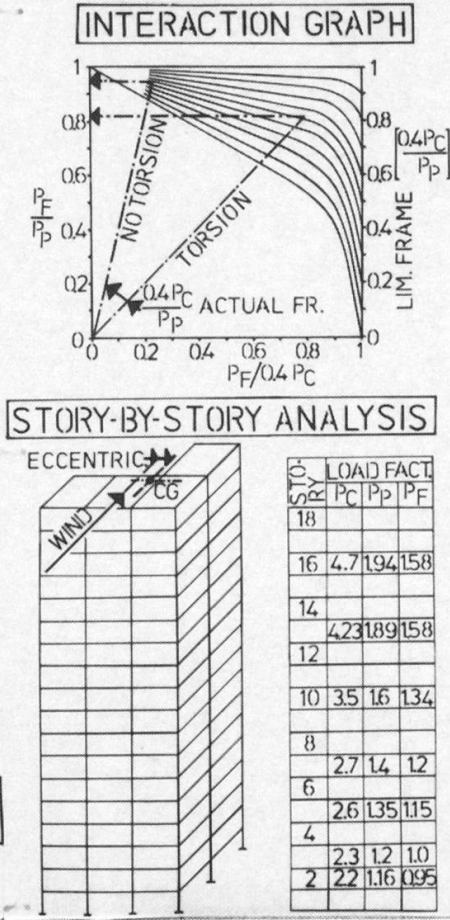 INTERACTION GRAPH
1
0.8
0.6
0.4
0.2
0
P_F/P_P
1
0.8
0.6
0.4
0.2
0
LIM. FRAME [0.4P_C/P_P]
NO TORSION
TORSION
0.4P_C/P_P ACTUAL FR.
0 0.2 0.4 0.6 0.8 1
P_F/0.4 P_C
STORY-BY-STORY ANALYSIS
ECCENTRIC
CG
WIND
STO-RY LOAD FACT.
P_C P_P P_F
18
16 4.7 1.94 1.58
14
4.23 1.89 1.58
12
10 3.5 1.6 1.34
8
2.7 1.4 1.2
6
2.6 1.35 1.15
4
2.3 1.2 1.0
2 2.2 1.16 0.95